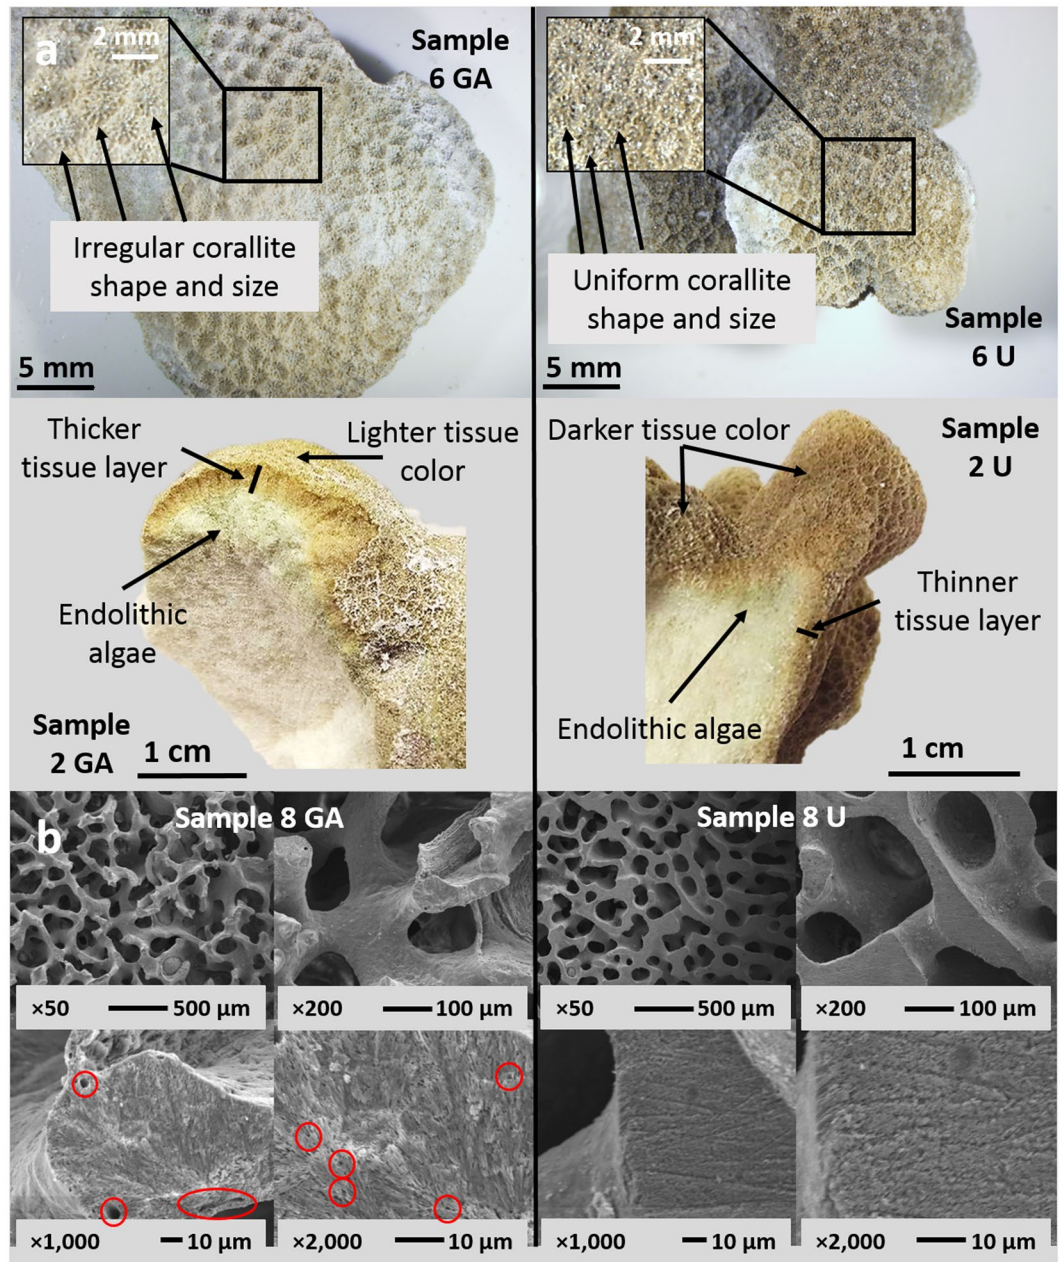 a
2 mm
Sample
6 GA
Irregular corallite
shape and size
5 mm
2 mm
Uniform corallite
shape and size
Sample
6 U
5 mm
Thicker
tissue layer
Lighter tissue
color
Endolithic
algae
Sample
2 GA
1 cm
Darker tissue color
Sample
2 U
Thinner
tissue layer
Endolithic algae
1 cm
b
Sample 8 GA
×50 500 µm
×200 100 µm
×1,000 10 µm
×2,000 10 µm
Sample 8 U
×50 500 µm
×200 100 µm
×1,000 10 µm
×2,000 10 µm